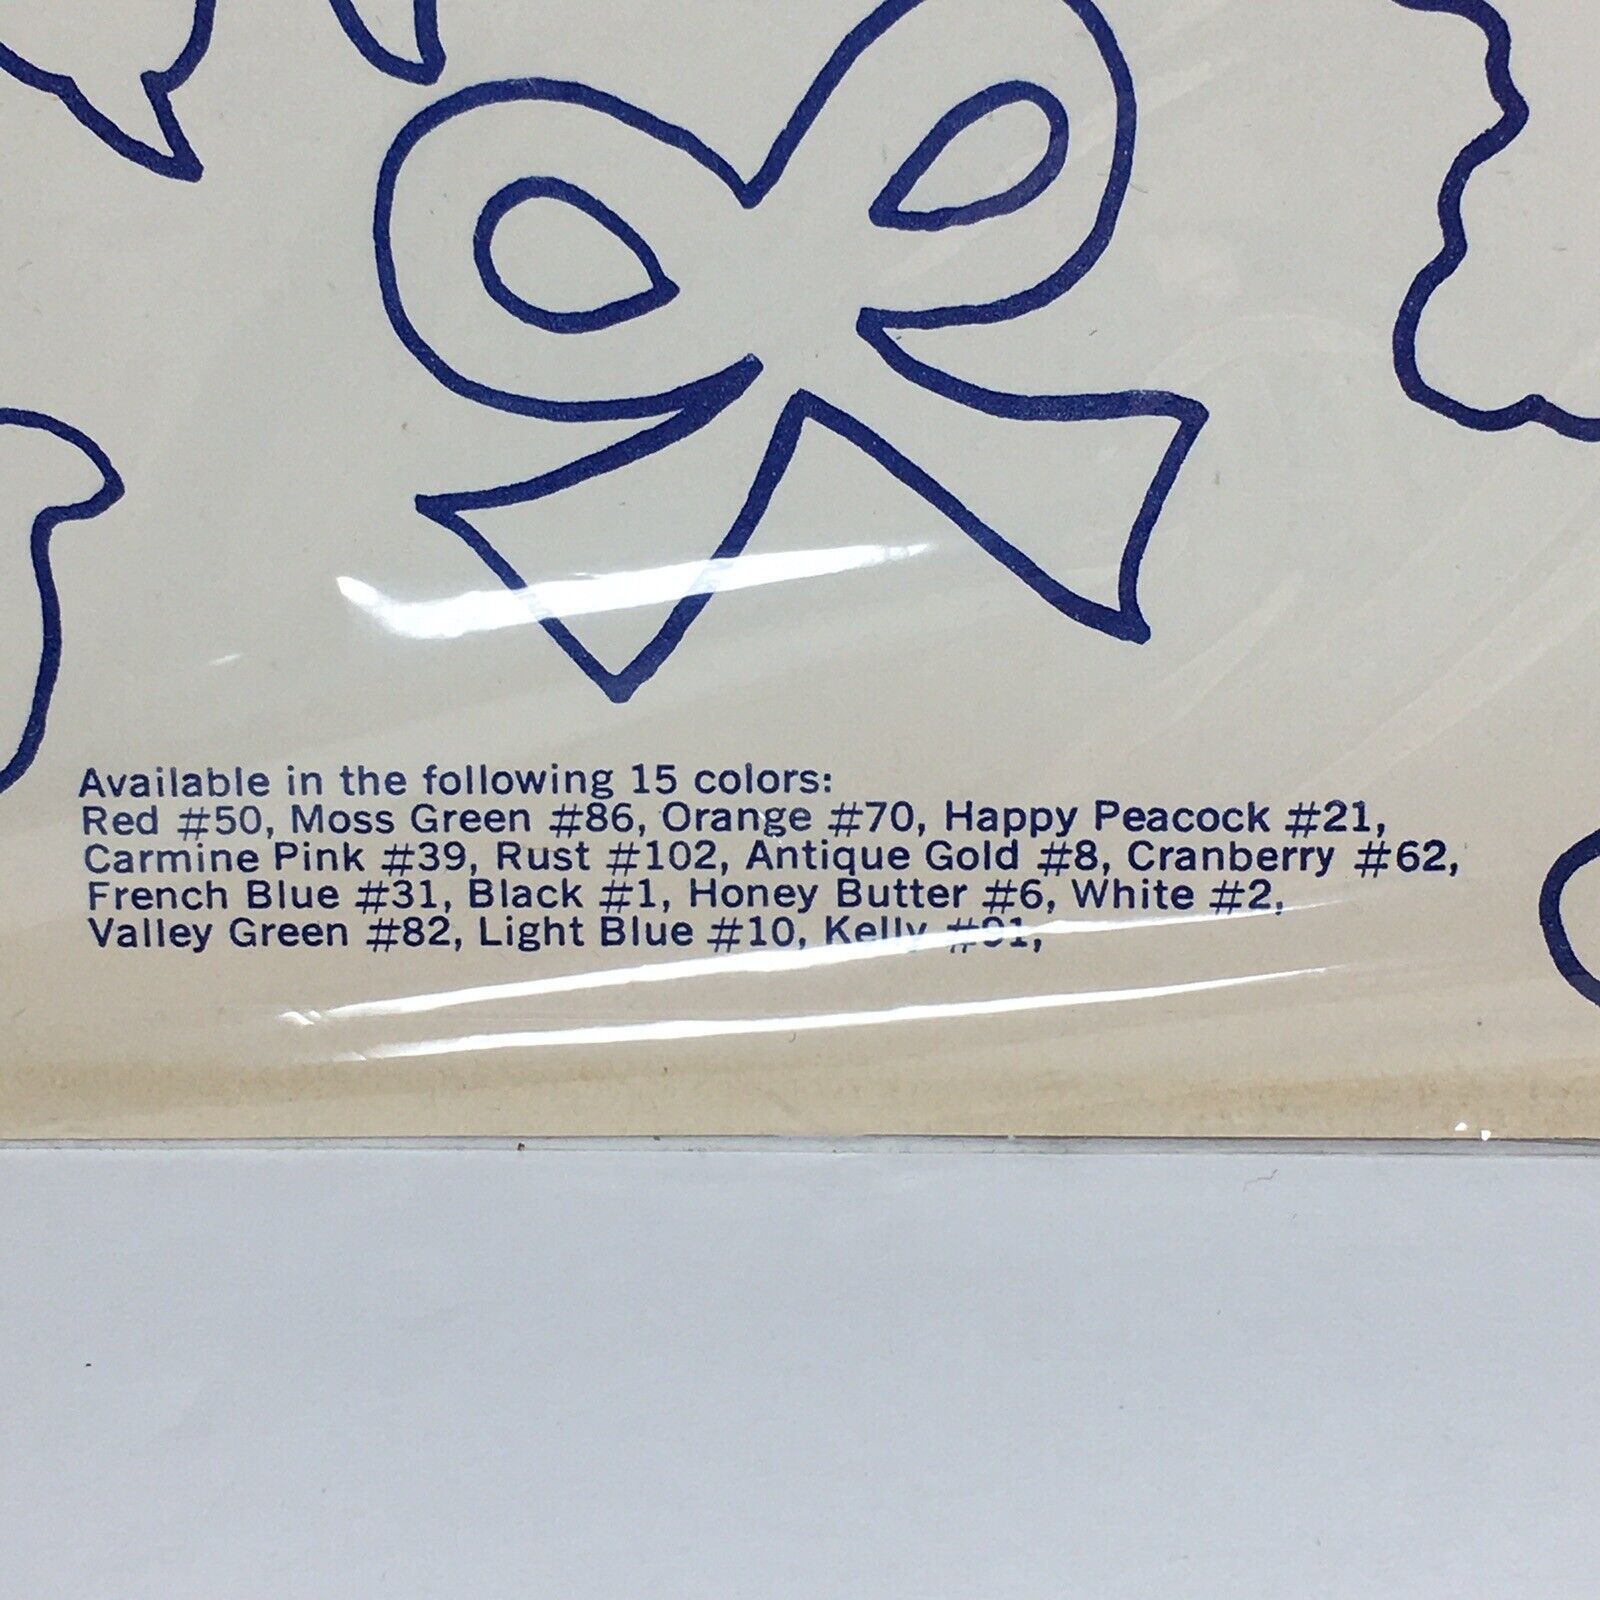 Available in the following 15 colors:
Red #50, Moss Green #86, Orange #70, Happy Peacock #21,
Carmine Pink #39, Rust #102, Antique Gold #8, Cranberry #62,
French Blue #31, Black #1, Honey Butter #6, White #2,
Valley Green #82, Light Blue #10, Kelly #91,